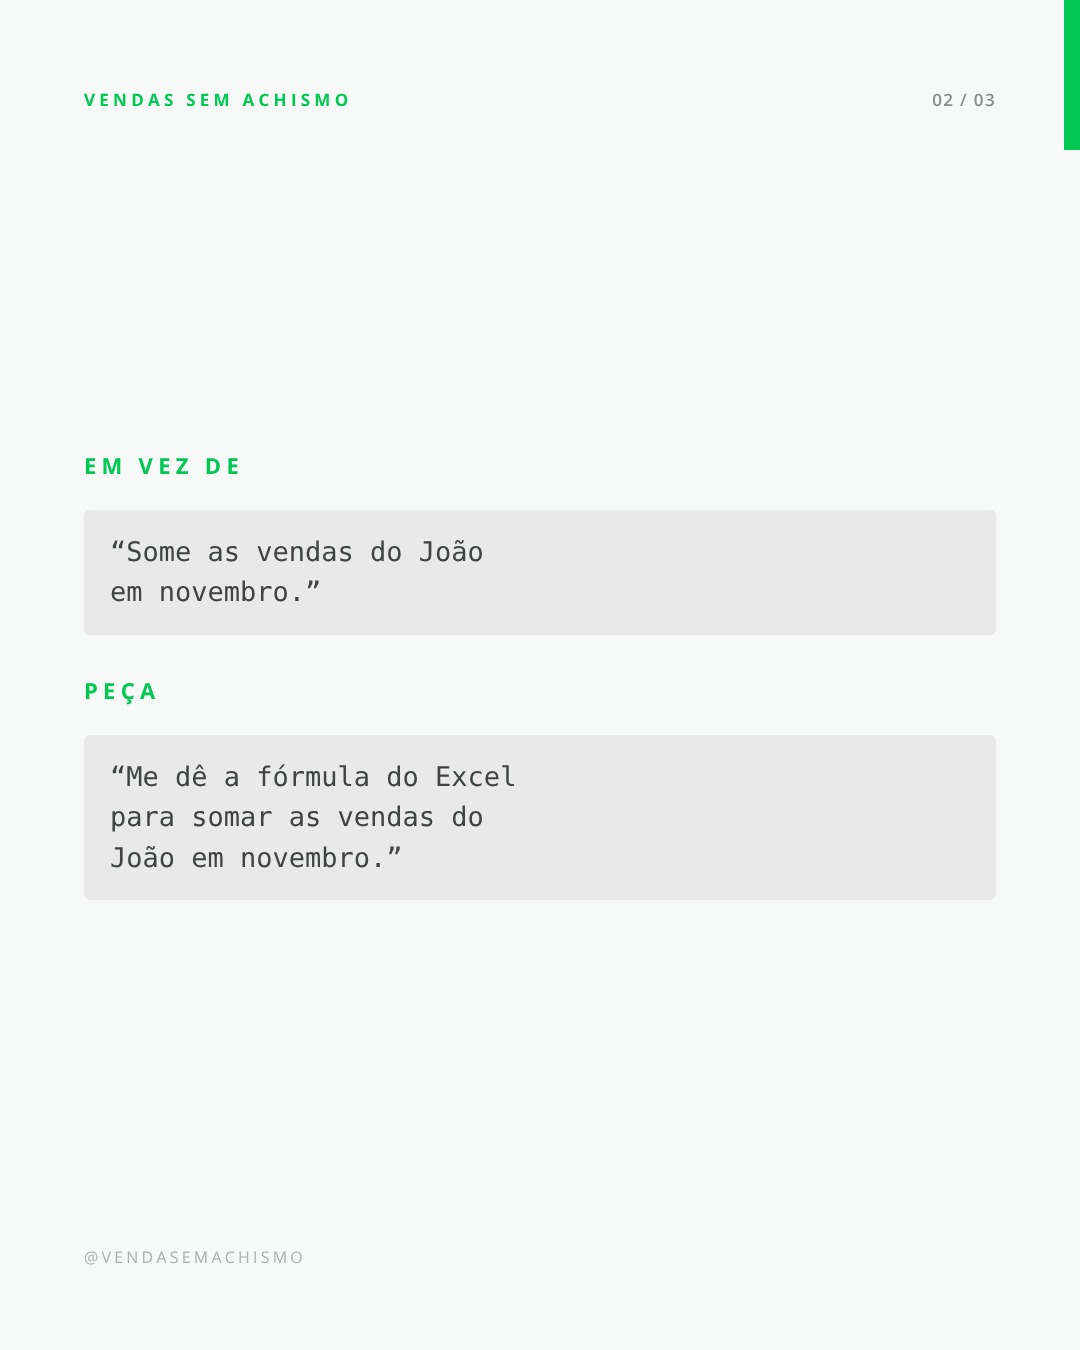 VENDAS SEM ACHISMO
02 / 03
EM VEZ DE
“Some as vendas do João
em novembro.”
PEÇA
“Me dê a fórmula do Excel
para somar as vendas do
João em novembro.”
@VENDASEMACHISMO